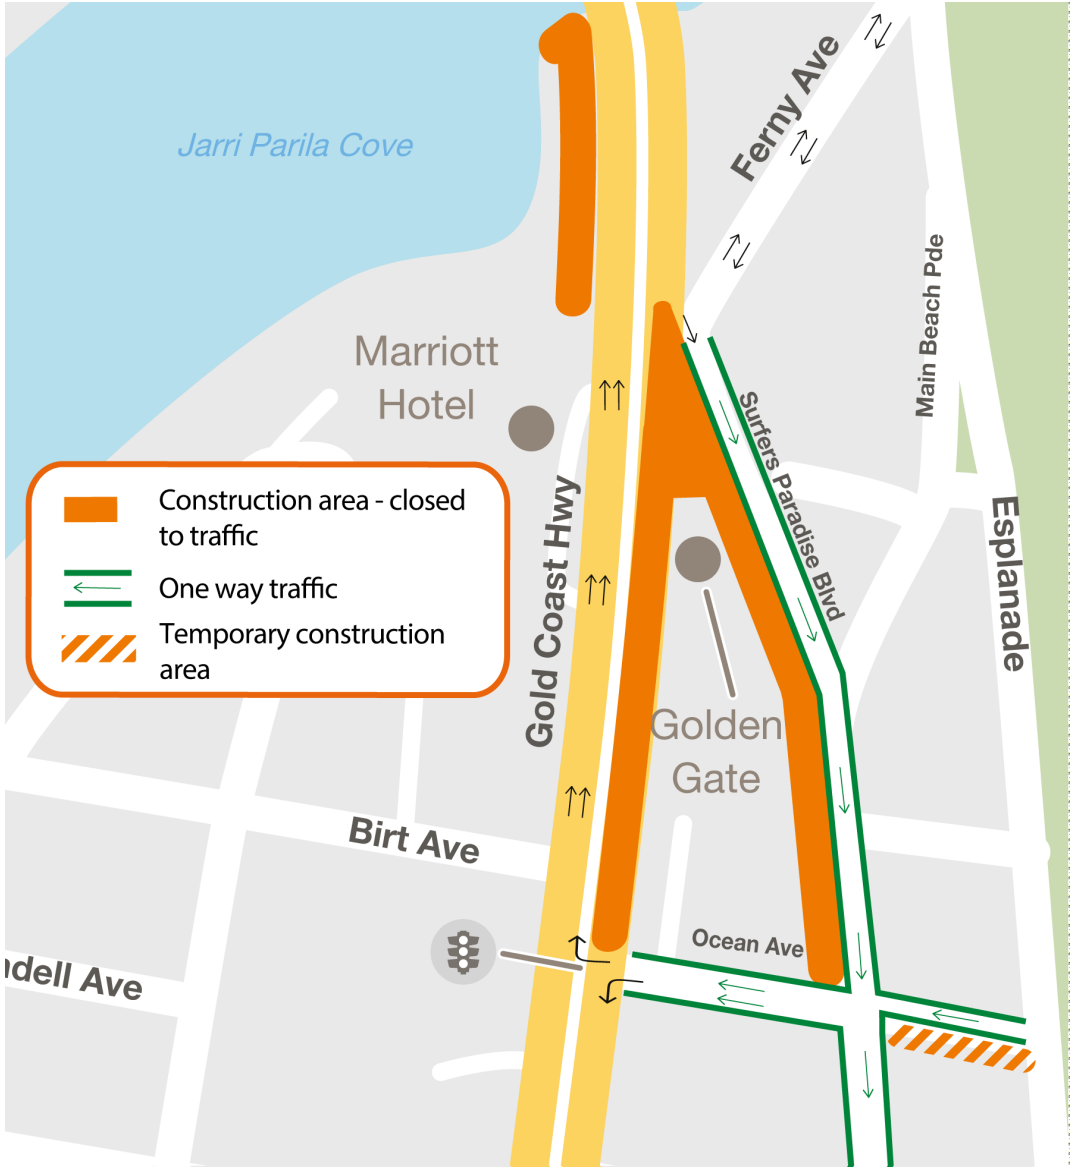 Jarri Parila Cove
Ferny Ave
Main Beach Pde
Marriott
Hotel
Surfers Paradise Blvd
Gold Coast Hwy
Esplanade
Construction area - closed
to traffic
One way traffic
Temporary construction
area
Golden
Gate
Birt Ave
Ocean Ave
ndell Ave